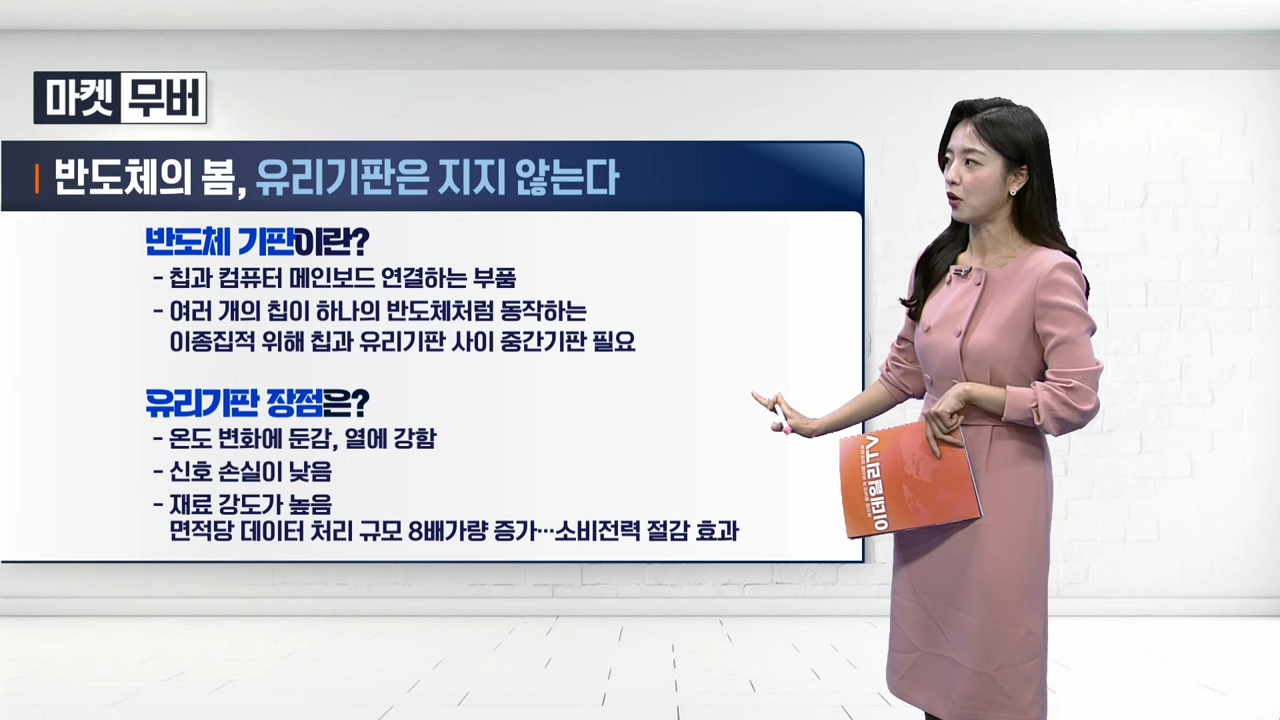 마켓 무버
반도체의 봄, 유리기판은 지지 않는다
반도체 기판이란?
- 칩과 컴퓨터 메인보드 연결하는 부품
- 여러 개의 칩이 하나의 반도체처럼 동작하는
이종집적 위해 칩과 유리기판 사이 중간기판 필요
유리기판 장점은?
- 온도 변화에 둔감, 열에 강함
- 신호 손실이 낮음
- 재료 강도가 높음
면적당 데이터 처리 규모 8배가량 증가…소비전력 절감 효과
이데일리TV